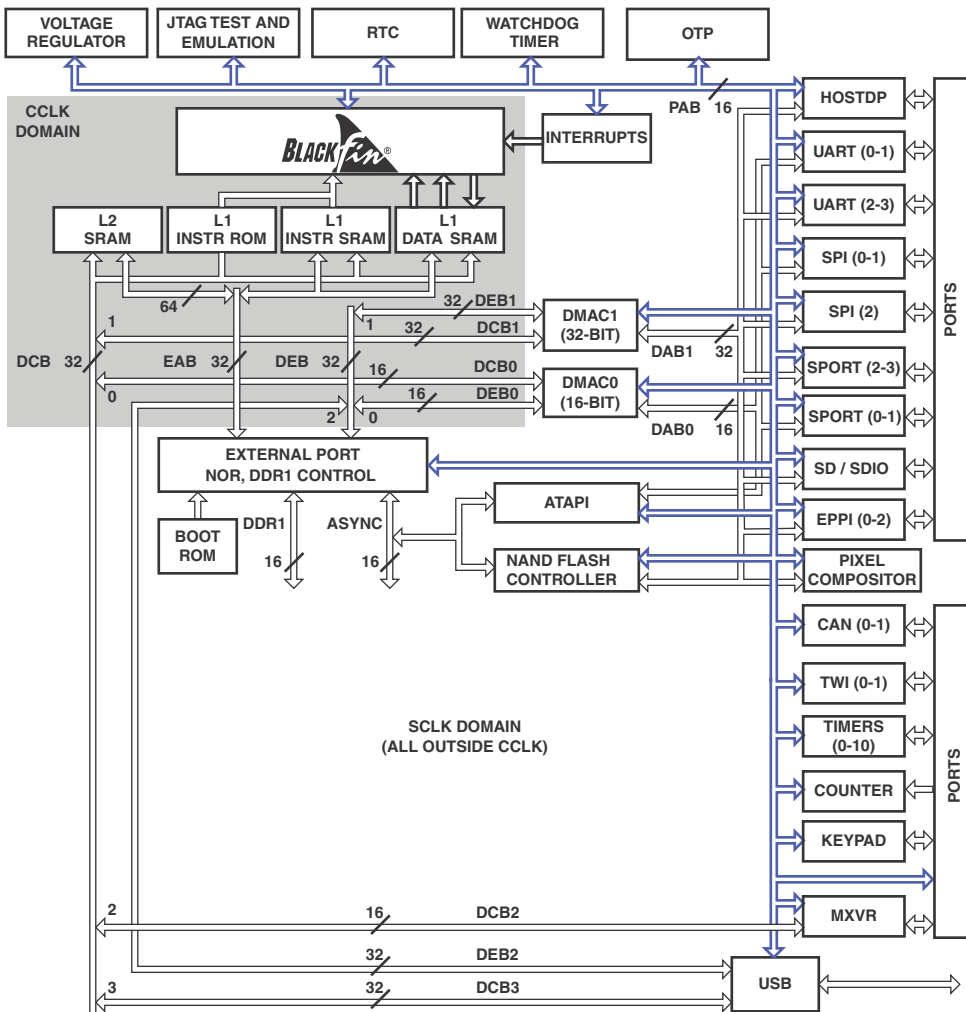 VOLTAGE
REGULATOR
JTAG TEST AND
EMULATION
RTC
WATCHDOG
TIMER
OTP
CCLK
DOMAIN
BLACKfin®
INTERRUPTS
PAB
16
HOSTDP
UART (0-1)
UART (2-3)
SPI (0-1)
SPI (2)
SPORT (2-3)
SPORT (0-1)
SD / SDIO
EPPI (0-2)
PIXEL
COMPOSITOR
PORTS
L2
SRAM
L1
INSTR ROM
L1
INSTR SRAM
L1
DATA SRAM
64
32
DEB1
1
1
32
DCB1
DMAC1
(32-BIT)
DAB1
32
DCB
32
EAB
32
DEB
32
16
DCB0
0
16
DEB0
2
0
DMAC0
(16-BIT)
DAB0
16
EXTERNAL PORT
NOR, DDR1 CONTROL
BOOT
ROM
DDR1
16
ASYNC
16
ATAPI
NAND FLASH
CONTROLLER
SCLK DOMAIN
(ALL OUTSIDE CCLK)
CAN (0-1)
TWI (0-1)
TIMERS
(0-10)
COUNTER
KEYPAD
MXVR
PORTS
2
16
DCB2
32
DEB2
3
32
DCB3
USB